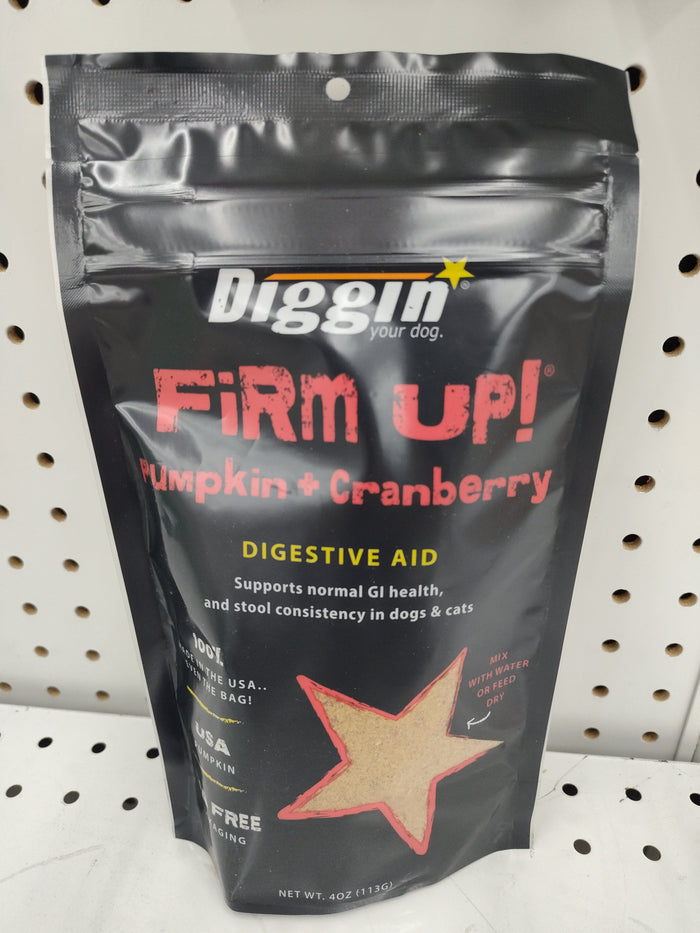 Diggin®
your dog.
FiRm UP!®
Pumpkin + Cranberry
DIGESTIVE AID
Supports normal GI health,
and stool consistency in dogs & cats
100%
IN THE USA..
EVEN THE BAG!
USA
PUMPKIN
FREE
MIX
WITH WATER
OR FEED
DRY
NET WT. 4OZ (113G)